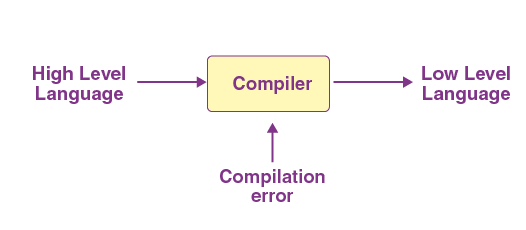 High Level
Language
Compiler
Low Level
Language
Compilation
error